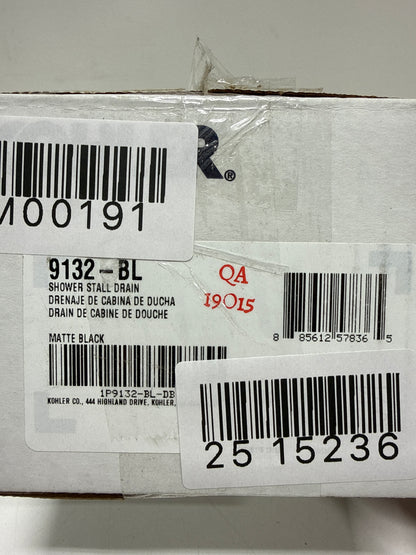 R®
M00191
9132-BL
SHOWER STALL DRAIN
DRENAJE DE CABINA DE DUCHA
DRAIN DE CABINE DE DOUCHE
MATTE BLACK
1P9132-BL-DB
KOHLER CO., 444 HIGHLAND DRIVE, KOHLER,
QA
19015
8 85612 57836 5
25 15236